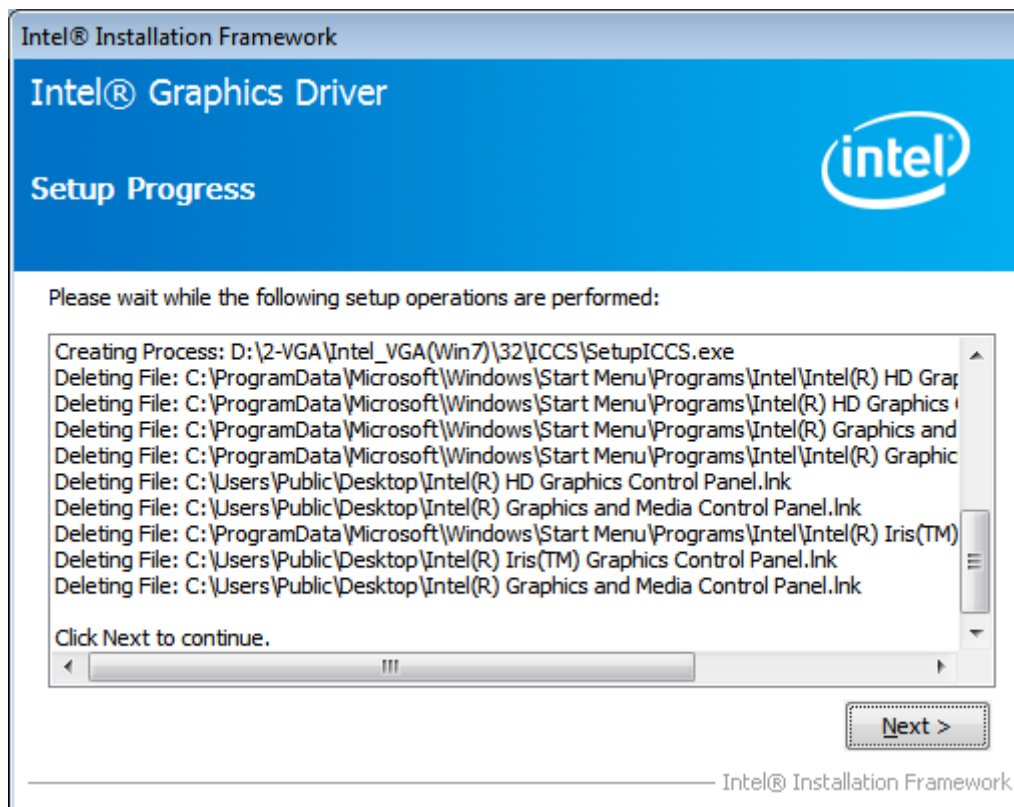 Intel® Installation Framework
Intel® Graphics Driver
intel
Setup Progress
Please wait while the following setup operations are performed:
Creating Process: D:\2-VGA\Intel_VGA(Win7)\32\ICCS\SetupICCS.exe
Deleting File: C:\ProgramData\Microsoft\Windows\Start Menu\Programs\Intel\Intel(R) HD Grap
Deleting File: C:\ProgramData\Microsoft\Windows\Start Menu\Programs\Intel(R) HD Graphics
Deleting File: C:\ProgramData\Microsoft\Windows\Start Menu\Programs\Intel(R) Graphics and
Deleting File: C:\ProgramData\Microsoft\Windows\Start Menu\Programs\Intel\Intel(R) Graphic
Deleting File: C:\Users\Public\Desktop\Intel(R) HD Graphics Control Panel.lnk
Deleting File: C:\Users\Public\Desktop\Intel(R) Graphics and Media Control Panel.lnk
Deleting File: C:\ProgramData\Microsoft\Windows\Start Menu\Programs\Intel\Intel(R) Iris(TM)
Deleting File: C:\Users\Public\Desktop\Intel(R) Iris(TM) Graphics Control Panel.lnk
Deleting File: C:\Users\Public\Desktop\Intel(R) Graphics and Media Control Panel.lnk
Click Next to continue.
Next >
Intel® Installation Framework